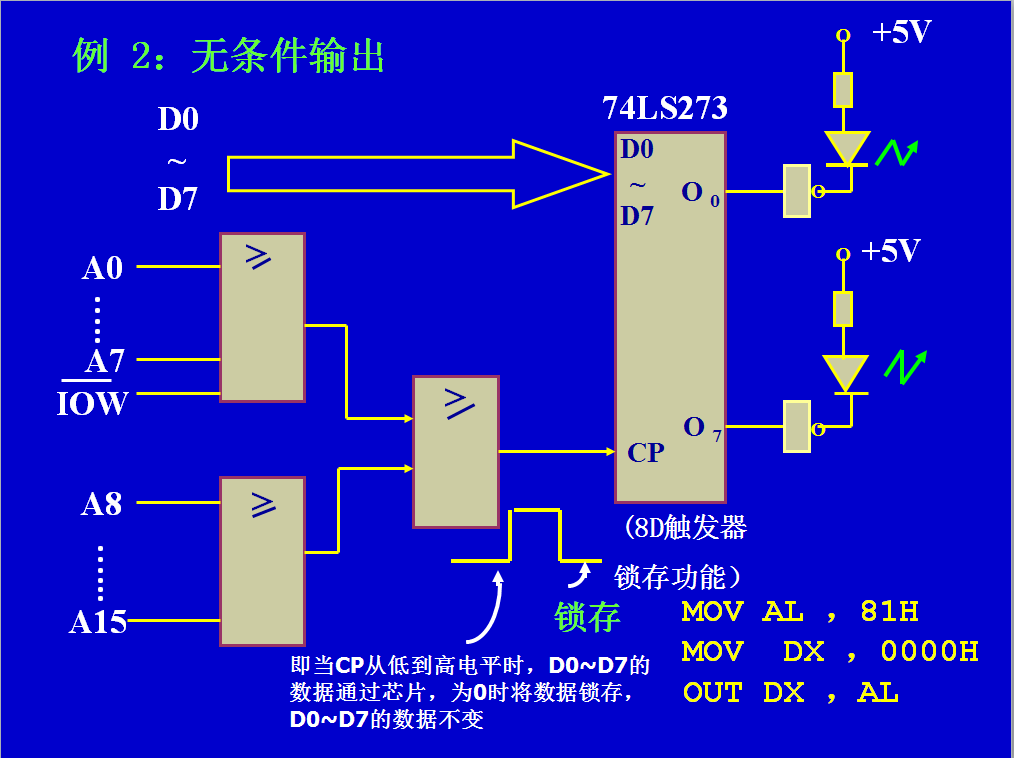 例 2：无条件输出
+5V
D0
~
D7
74LS273
D0
~
D7
O 0
+5V
≥
A0
A7
IOW
≥
O 7
CP
≥
A8
A15
(8D触发器
锁存功能）
锁存
MOV AL , 81H
MOV DX , 0000H
OUT DX , AL
即当CP从低到高电平时，D0~D7的
数据通过芯片，为0时将数据锁存，
D0~D7的数据不变